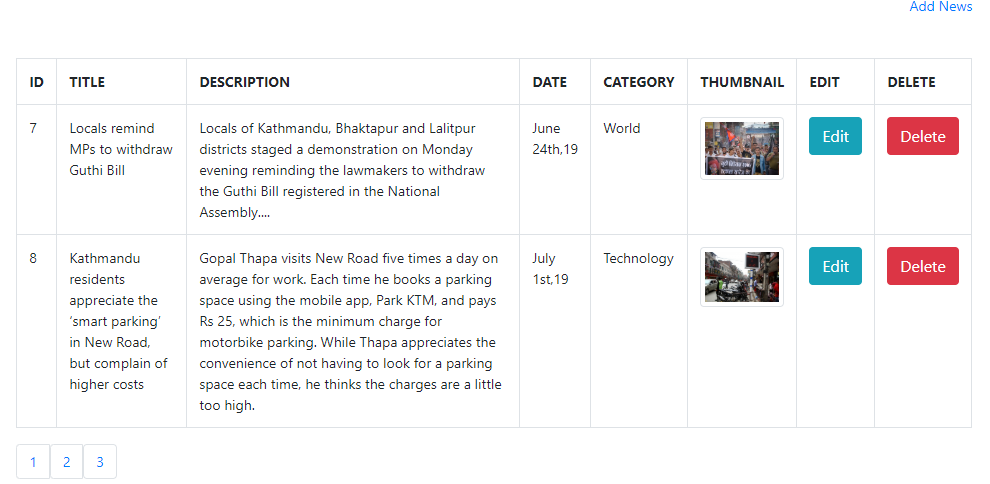 Add News
ID TITLE DESCRIPTION DATE CATEGORY THUMBNAIL EDIT DELETE
7
Locals remind
MPs to withdraw
Guthi Bill
Locals of Kathmandu, Bhaktapur and Lalitpur
districts staged a demonstration on Monday
evening reminding the lawmakers to withdraw
the Guthi Bill registered in the National
Assembly....
June
24th,19
World
Edit
Delete
8
Kathmandu
residents
appreciate the
‘smart parking’
in New Road,
but complain of
higher costs
Gopal Thapa visits New Road five times a day on
average for work. Each time he books a parking
space using the mobile app, Park KTM, and pays
Rs 25, which is the minimum charge for
motorbike parking. While Thapa appreciates the
convenience of not having to look for a parking
space each time, he thinks the charges are a little
too high.
July
1st,19
Technology
Edit
Delete
1 2 3